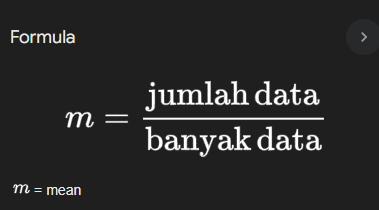 Formula
m = jumlah data
banyak data
m = mean